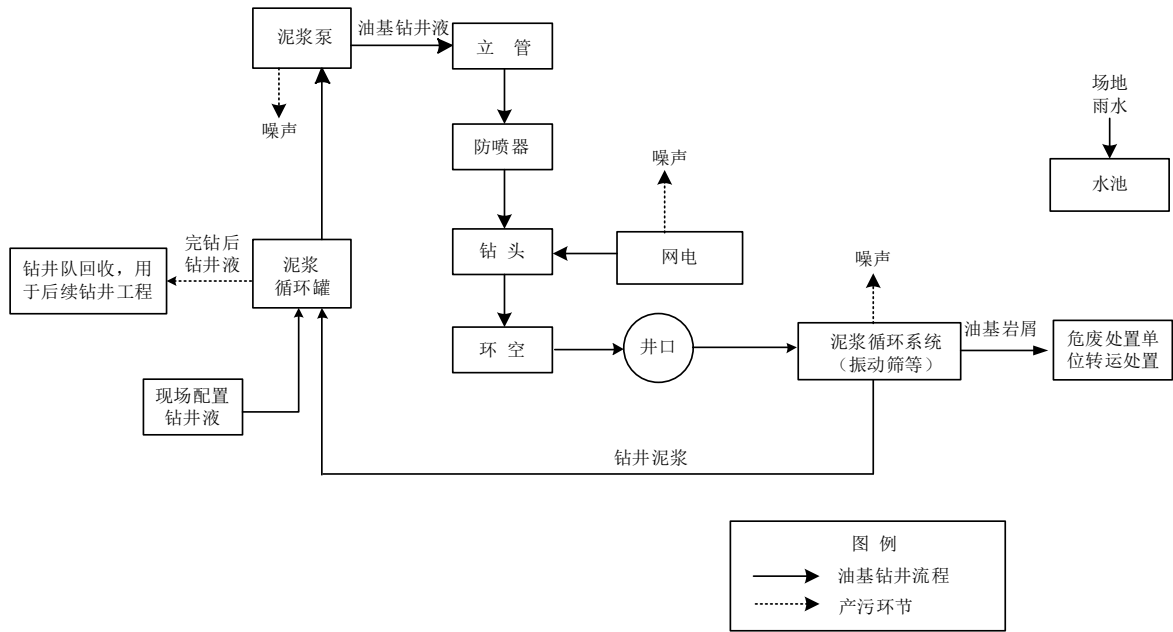 泥浆泵
油基钻井液
立 管
噪声
防喷器
场地
雨水
水池
噪声
钻头
网电
完钻后
钻井液
钻井队回收，用
于后续钻井工程
泥浆
循环罐
噪声
环空
井口
泥浆循环系统
（振动筛等）
油基岩屑
危废处置单
位转运处置
现场配置
钻井液
钻井泥浆
图 例
油基钻井流程
产污环节